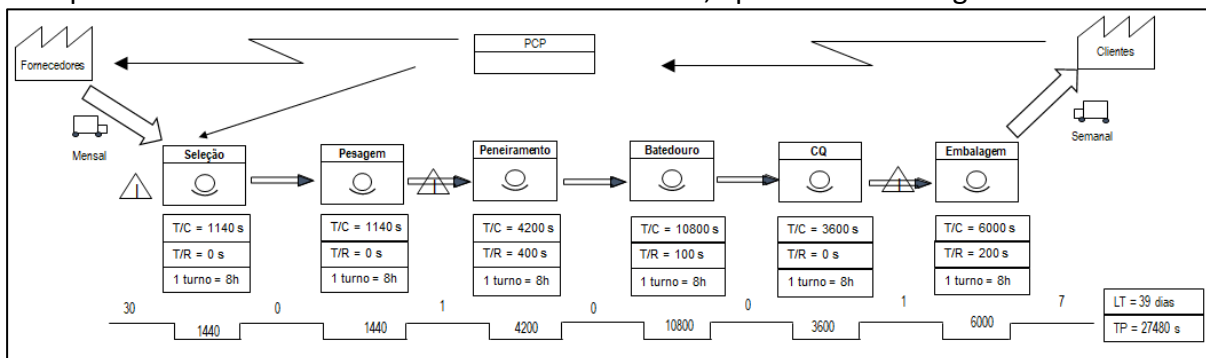 PCP
Fornecedores
Clientes
Mensal
Semanal
Seleção
Pesagem
Peneiramento
Batedouro
CQ
Embalagem
T/C = 1140 s
T/R = 0 s
1 turno = 8h
T/C = 1140 s
T/R = 0 s
1 turno = 8h
T/C = 4200 s
T/R = 400 s
1 turno = 8h
T/C = 10800 s
T/R = 100 s
1 turno = 8h
T/C = 3600 s
T/R = 0 s
1 turno = 8h
T/C = 6000 s
T/R = 200 s
1 turno = 8h
30 0 1 0 0 1 7
1440 1440 4200 10800 3600 6000
LT = 39 dias
TP = 27480 s